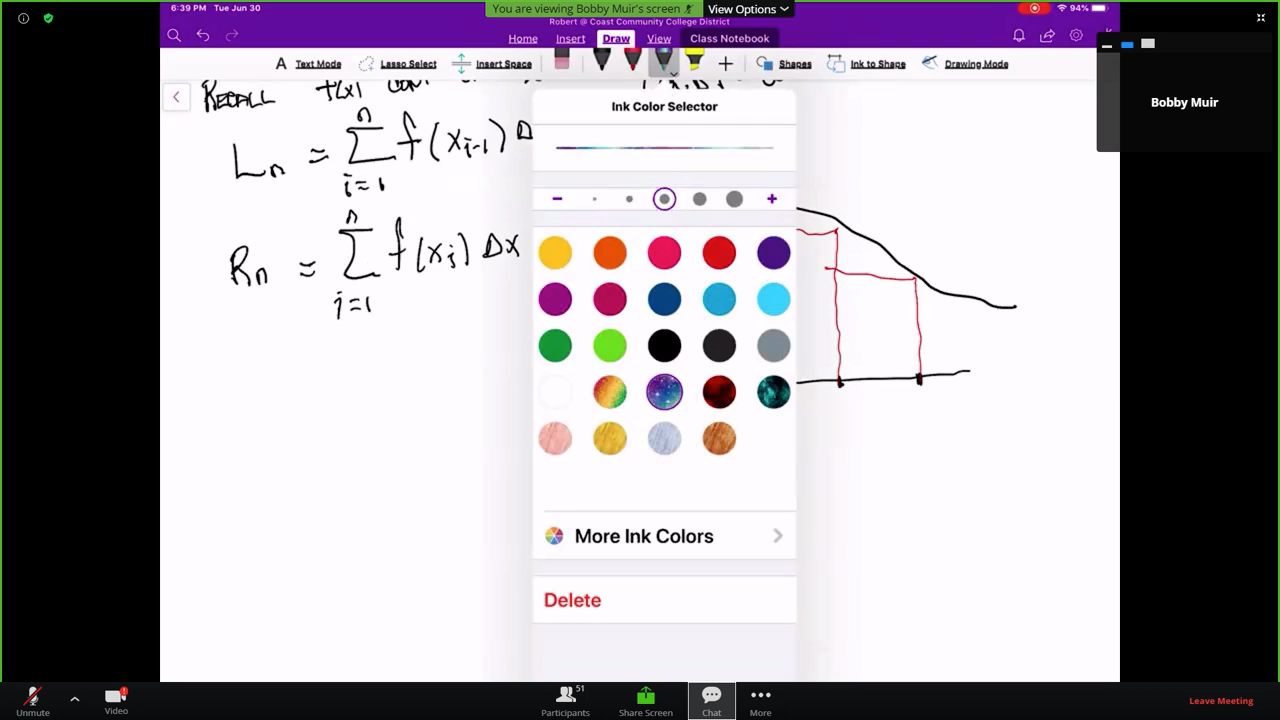 You are viewing Bobby Muir's screen
View Options
6:39 PM Tue Jun 30
94%
Robert @ Coast Community College District
Home Insert Draw View Class Notebook
Text Mode Lasso Select Insert Space Shapes Ink to Shape Drawing Mode
RECALL f(x) CONT
Ln = n Σ i=1 f(xi-1) Δ
Rn = n Σ i=1 f(xi) Δx
Ink Color Selector
More Ink Colors
Delete
Bobby Muir
Unmute
Video
Participants 51
Share Screen
Chat
More
Leave Meeting